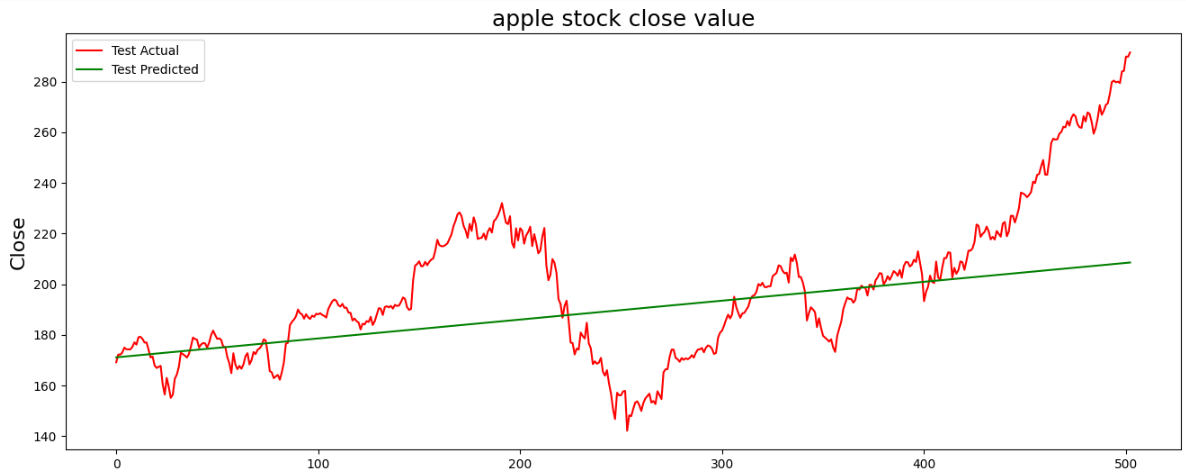 apple stock close value
Test Actual
Test Predicted
Close
280
260
240
220
200
180
160
140
0 100 200 300 400 500